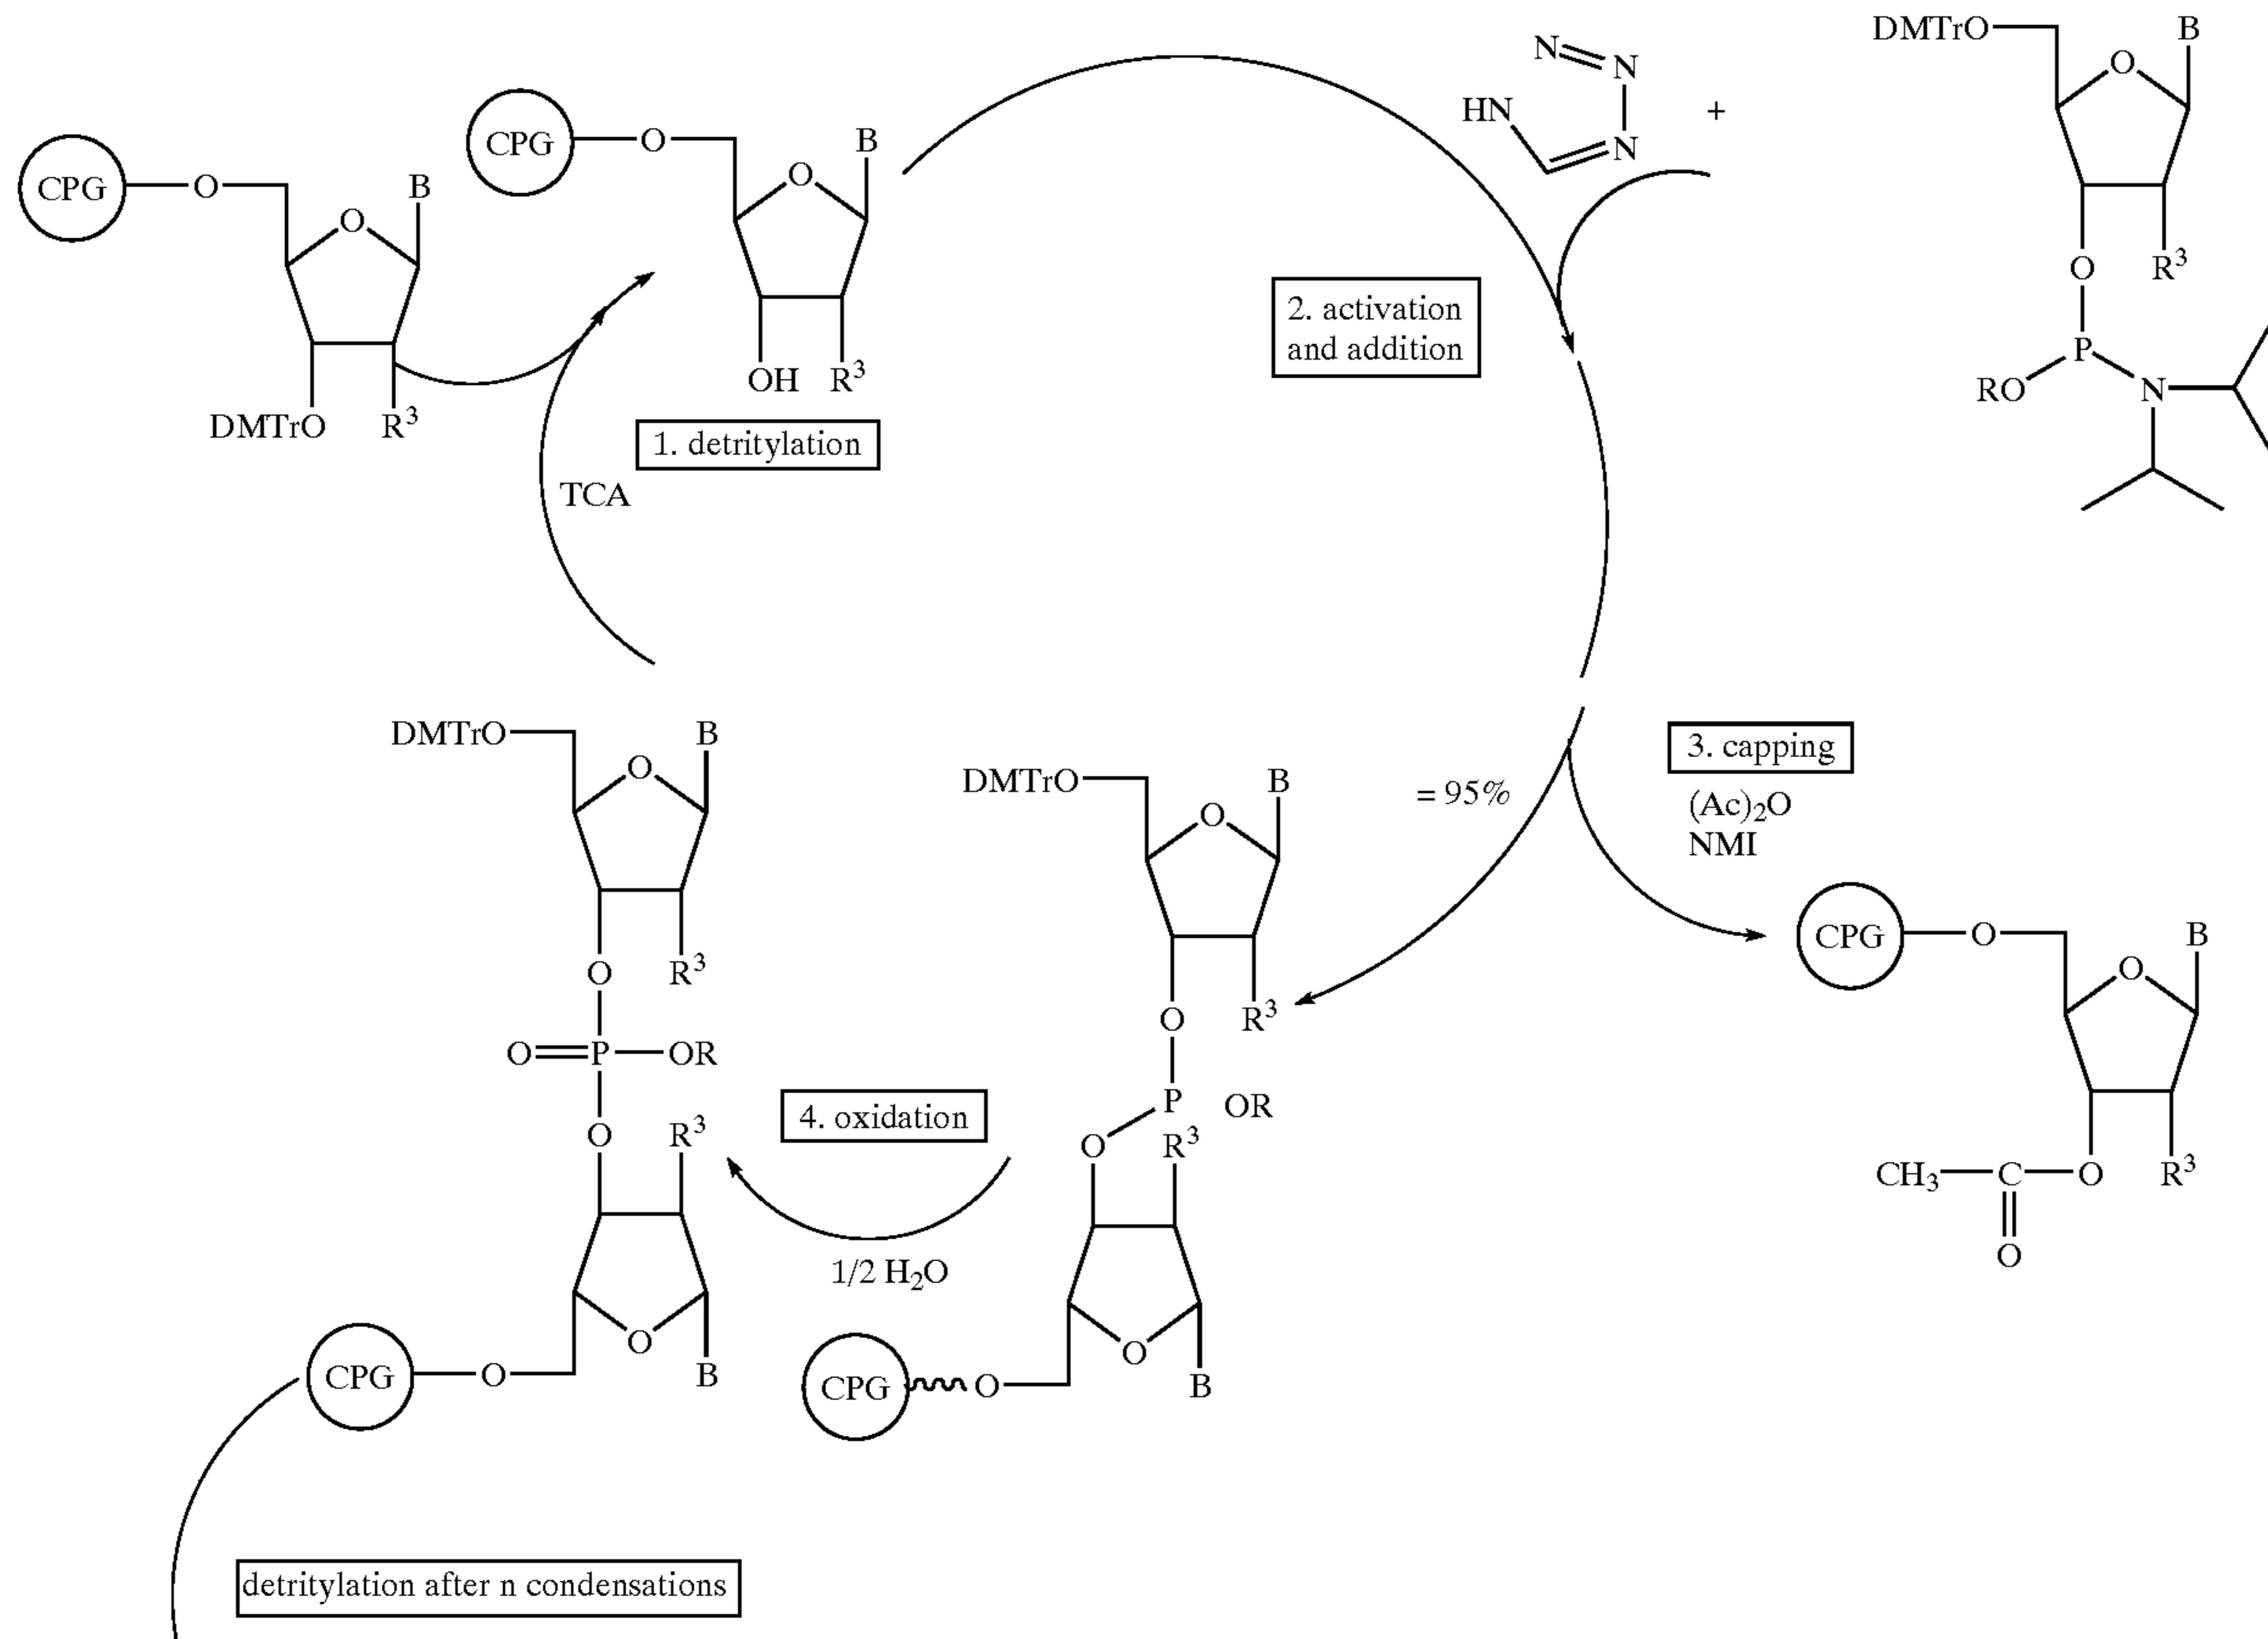 DMTrO
B
O
R³
O
P
RO
N
N
N
HN
N
+
CPG
O
B
O
OH
R³
CPG
O
B
O
DMTrO
R³
1. detritylation
TCA
2. activation
and addition
= 95%
3. capping
(Ac)₂O
NMI
CPG
O
B
O
CH₃
C
O
R³
O
DMTrO
B
O
O
R³
P
OR
O
R³
O
B
CPG
O
4. oxidation
1/2 H₂O
DMTrO
B
O
O
R³
O
P
OR
O
R³
O
B
CPG
O
detritylation after n condensations